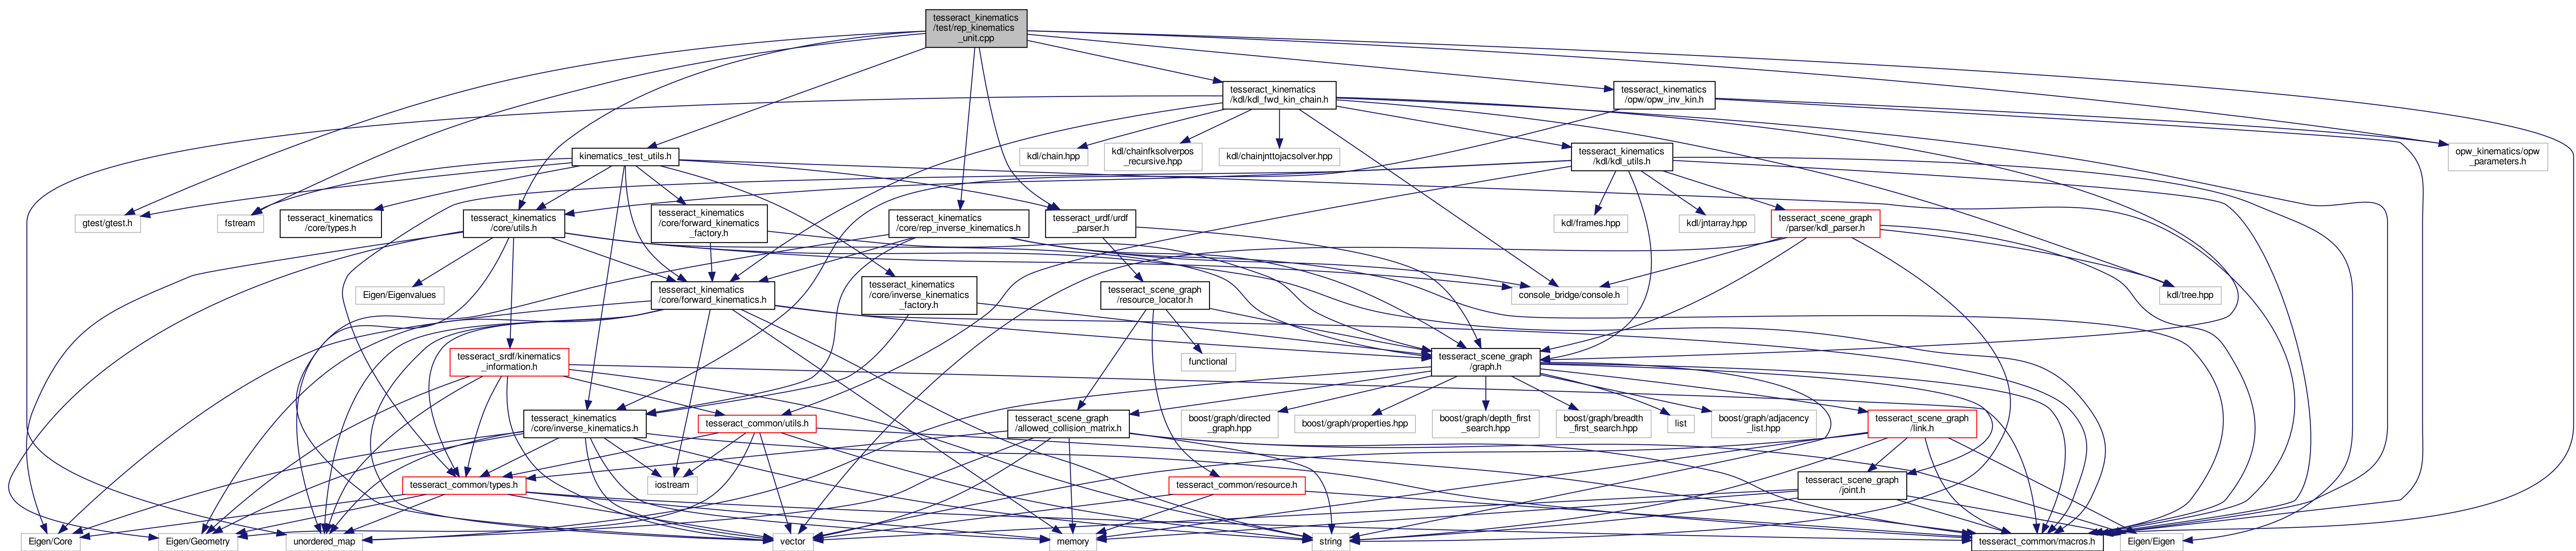 tesseract_kinematics
/test/rep_kinematics
_unit.cpp
tesseract_kinematics
/kdl/kdl_fwd_kin_chain.h
tesseract_kinematics
/opw/opw_inv_kin.h
kinematics_test_utils.h
kdl/chain.hpp
kdl/chainfksolverpos
_recursive.hpp
kdl/chainjnttojacsolver.hpp
tesseract_kinematics
/kdl/kdl_utils.h
opw_kinematics/opw
_parameters.h
gtest/gtest.h
fstream
tesseract_kinematics
/core/types.h
tesseract_kinematics
/core/utils.h
tesseract_kinematics
/core/forward_kinematics
_factory.h
tesseract_kinematics
/core/rep_inverse_kinematics.h
tesseract_urdf/urdf
_parser.h
kdl/frames.hpp
kdl/jntarray.hpp
tesseract_scene_graph
/parser/kdl_parser.h
Eigen/Eigenvalues
tesseract_kinematics
/core/forward_kinematics.h
tesseract_kinematics
/core/inverse_kinematics
_factory.h
tesseract_scene_graph
/resource_locator.h
console_bridge/console.h
kdl/tree.hpp
tesseract_srdf/kinematics
_information.h
functional
tesseract_scene_graph
/graph.h
tesseract_kinematics
/core/inverse_kinematics.h
tesseract_common/utils.h
tesseract_scene_graph
/allowed_collision_matrix.h
boost/graph/directed
_graph.hpp
boost/graph/properties.hpp
boost/graph/depth_first
_search.hpp
boost/graph/breadth
_first_search.hpp
list
boost/graph/adjacency
_list.hpp
tesseract_scene_graph
/link.h
tesseract_common/types.h
iostream
tesseract_common/resource.h
tesseract_scene_graph
/joint.h
Eigen/Core
Eigen/Geometry
unordered_map
vector
memory
string
tesseract_common/macros.h
Eigen/Eigen